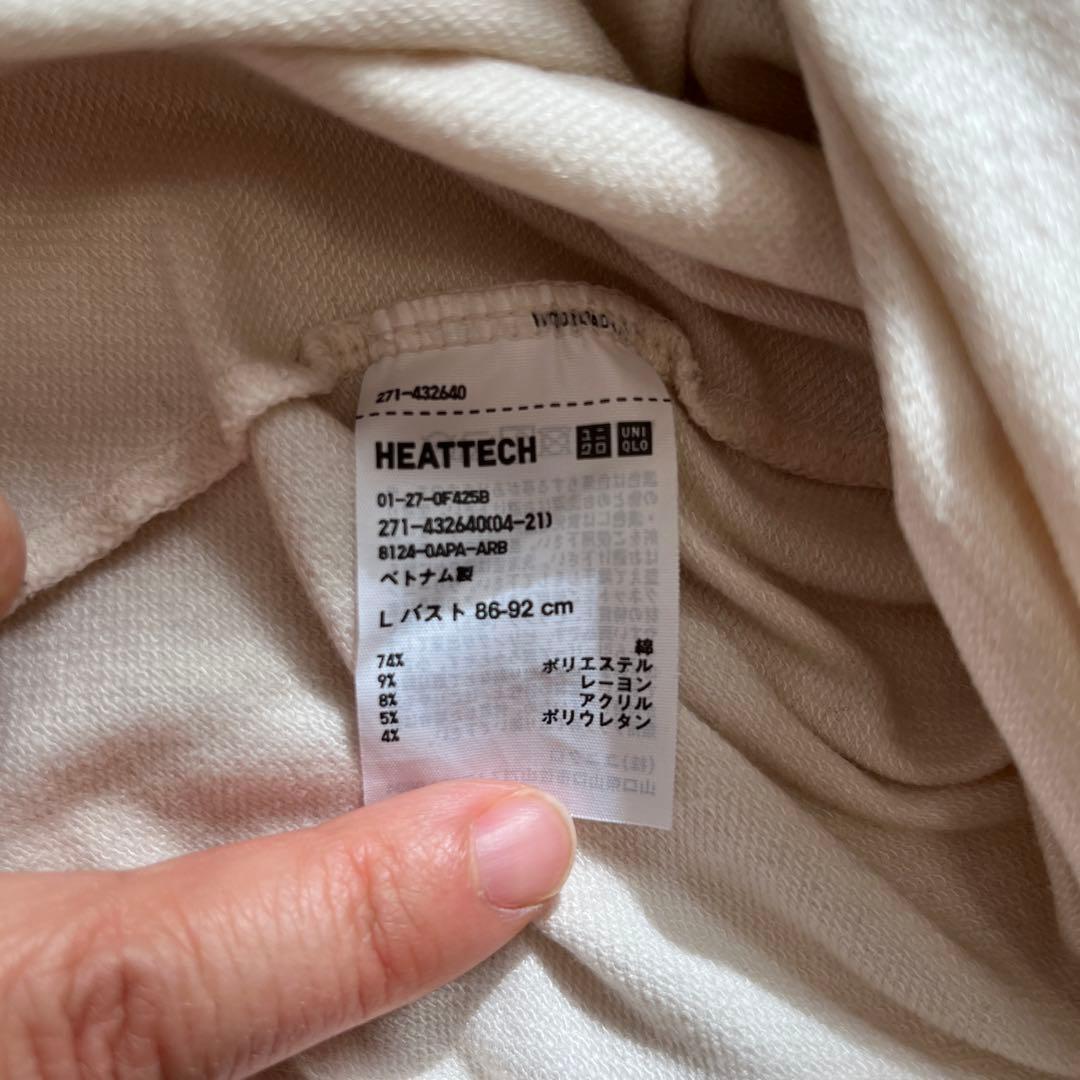 271-432640
HEATTECH ユニクロ UNIQLO
01-27-0F425B
271-432640(04-21)
8124-0APA-ARB
ベトナム製
L バスト 86-92 cm
綿
74% ポリエステル
9% レーヨン
8% アクリル
5% ポリウレタン
4%